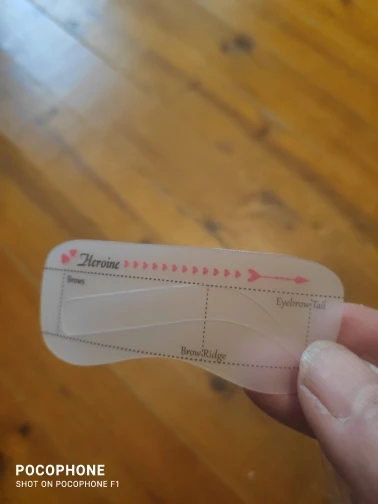 Heroine
Brows
Eyebrow Tail
Brow Ridge
POCOPHONE
SHOT ON POCOPHONE F1